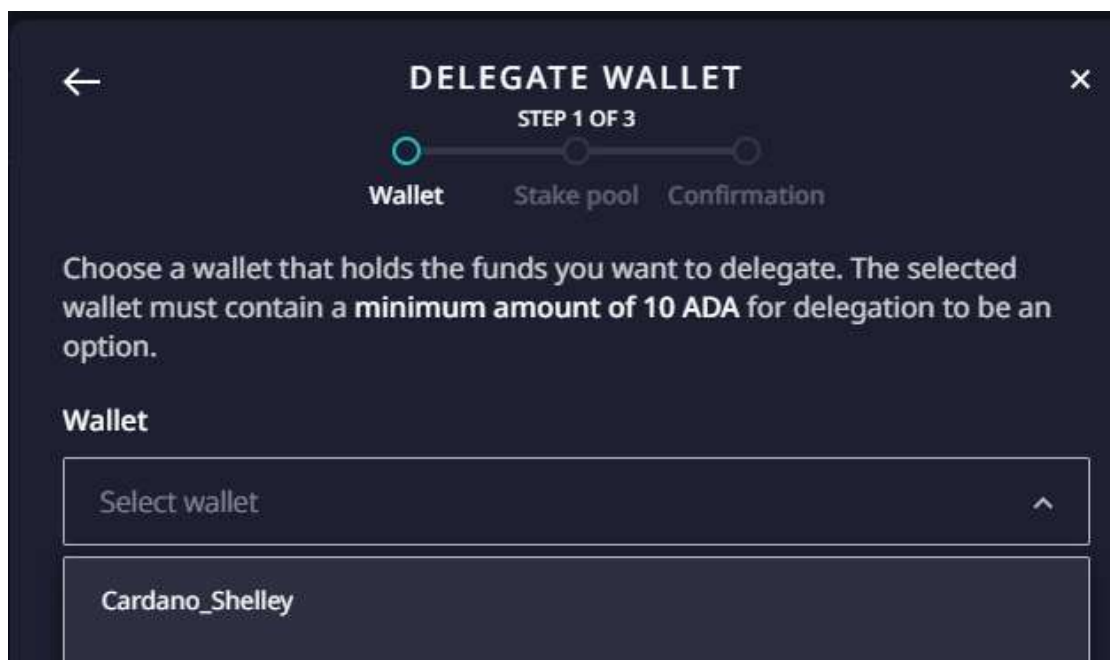 DELEGATE WALLET
STEP 1 OF 3
Wallet Stake pool Confirmation
Choose a wallet that holds the funds you want to delegate. The selected
wallet must contain a minimum amount of 10 ADA for delegation to be an
option.
Wallet
Select wallet
Cardano_Shelley